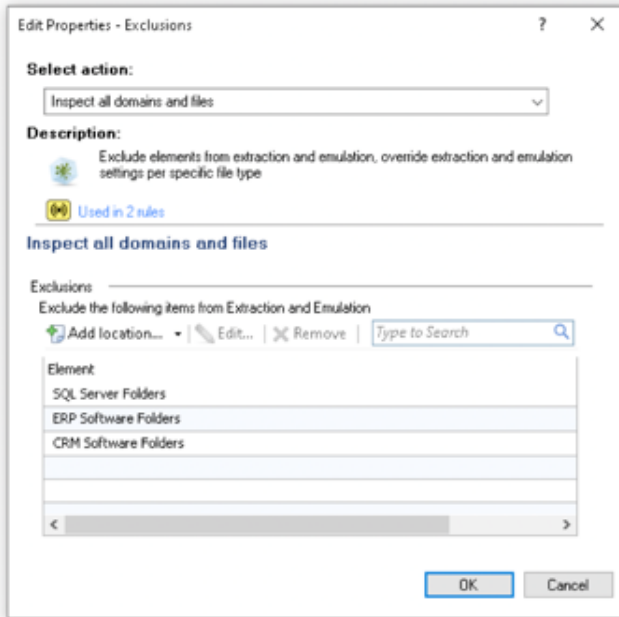 Edit Properties - Exclusions
Select action:
Inspect all domains and files
Description:
Exclude elements from extraction and emulation, override extraction and emulation
settings per specific file type
Used in 2 rules
Inspect all domains and files
Exclusions
Exclude the following items from Extraction and Emulation
Add location... Edit... Remove Type to Search
Element
SQL Server Folders
ERP Software Folders
CRM Software Folders
OK Cancel